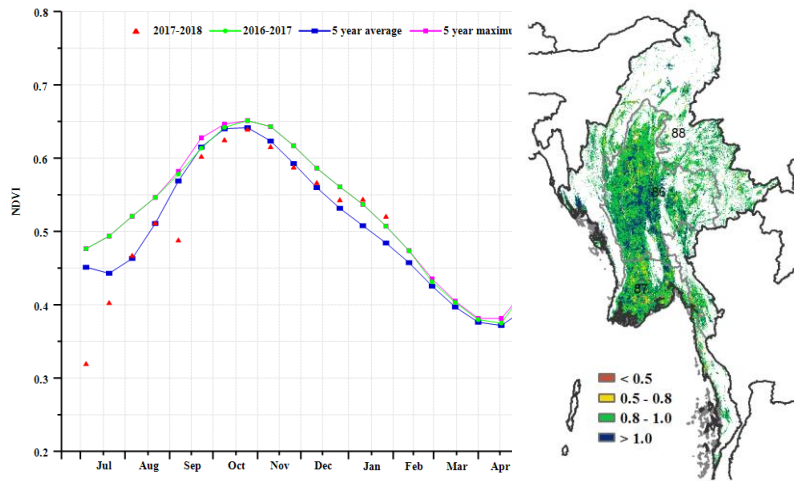 0.8
2017-2018 2016-2017 5 year average 5 year maximu
0.7
0.6
0.5
0.4
0.3
0.2
NDVI
Jul Aug Sep Oct Nov Dec Jan Feb Mar Apr
88
86
87
< 0.5
0.5 - 0.8
0.8 - 1.0
> 1.0